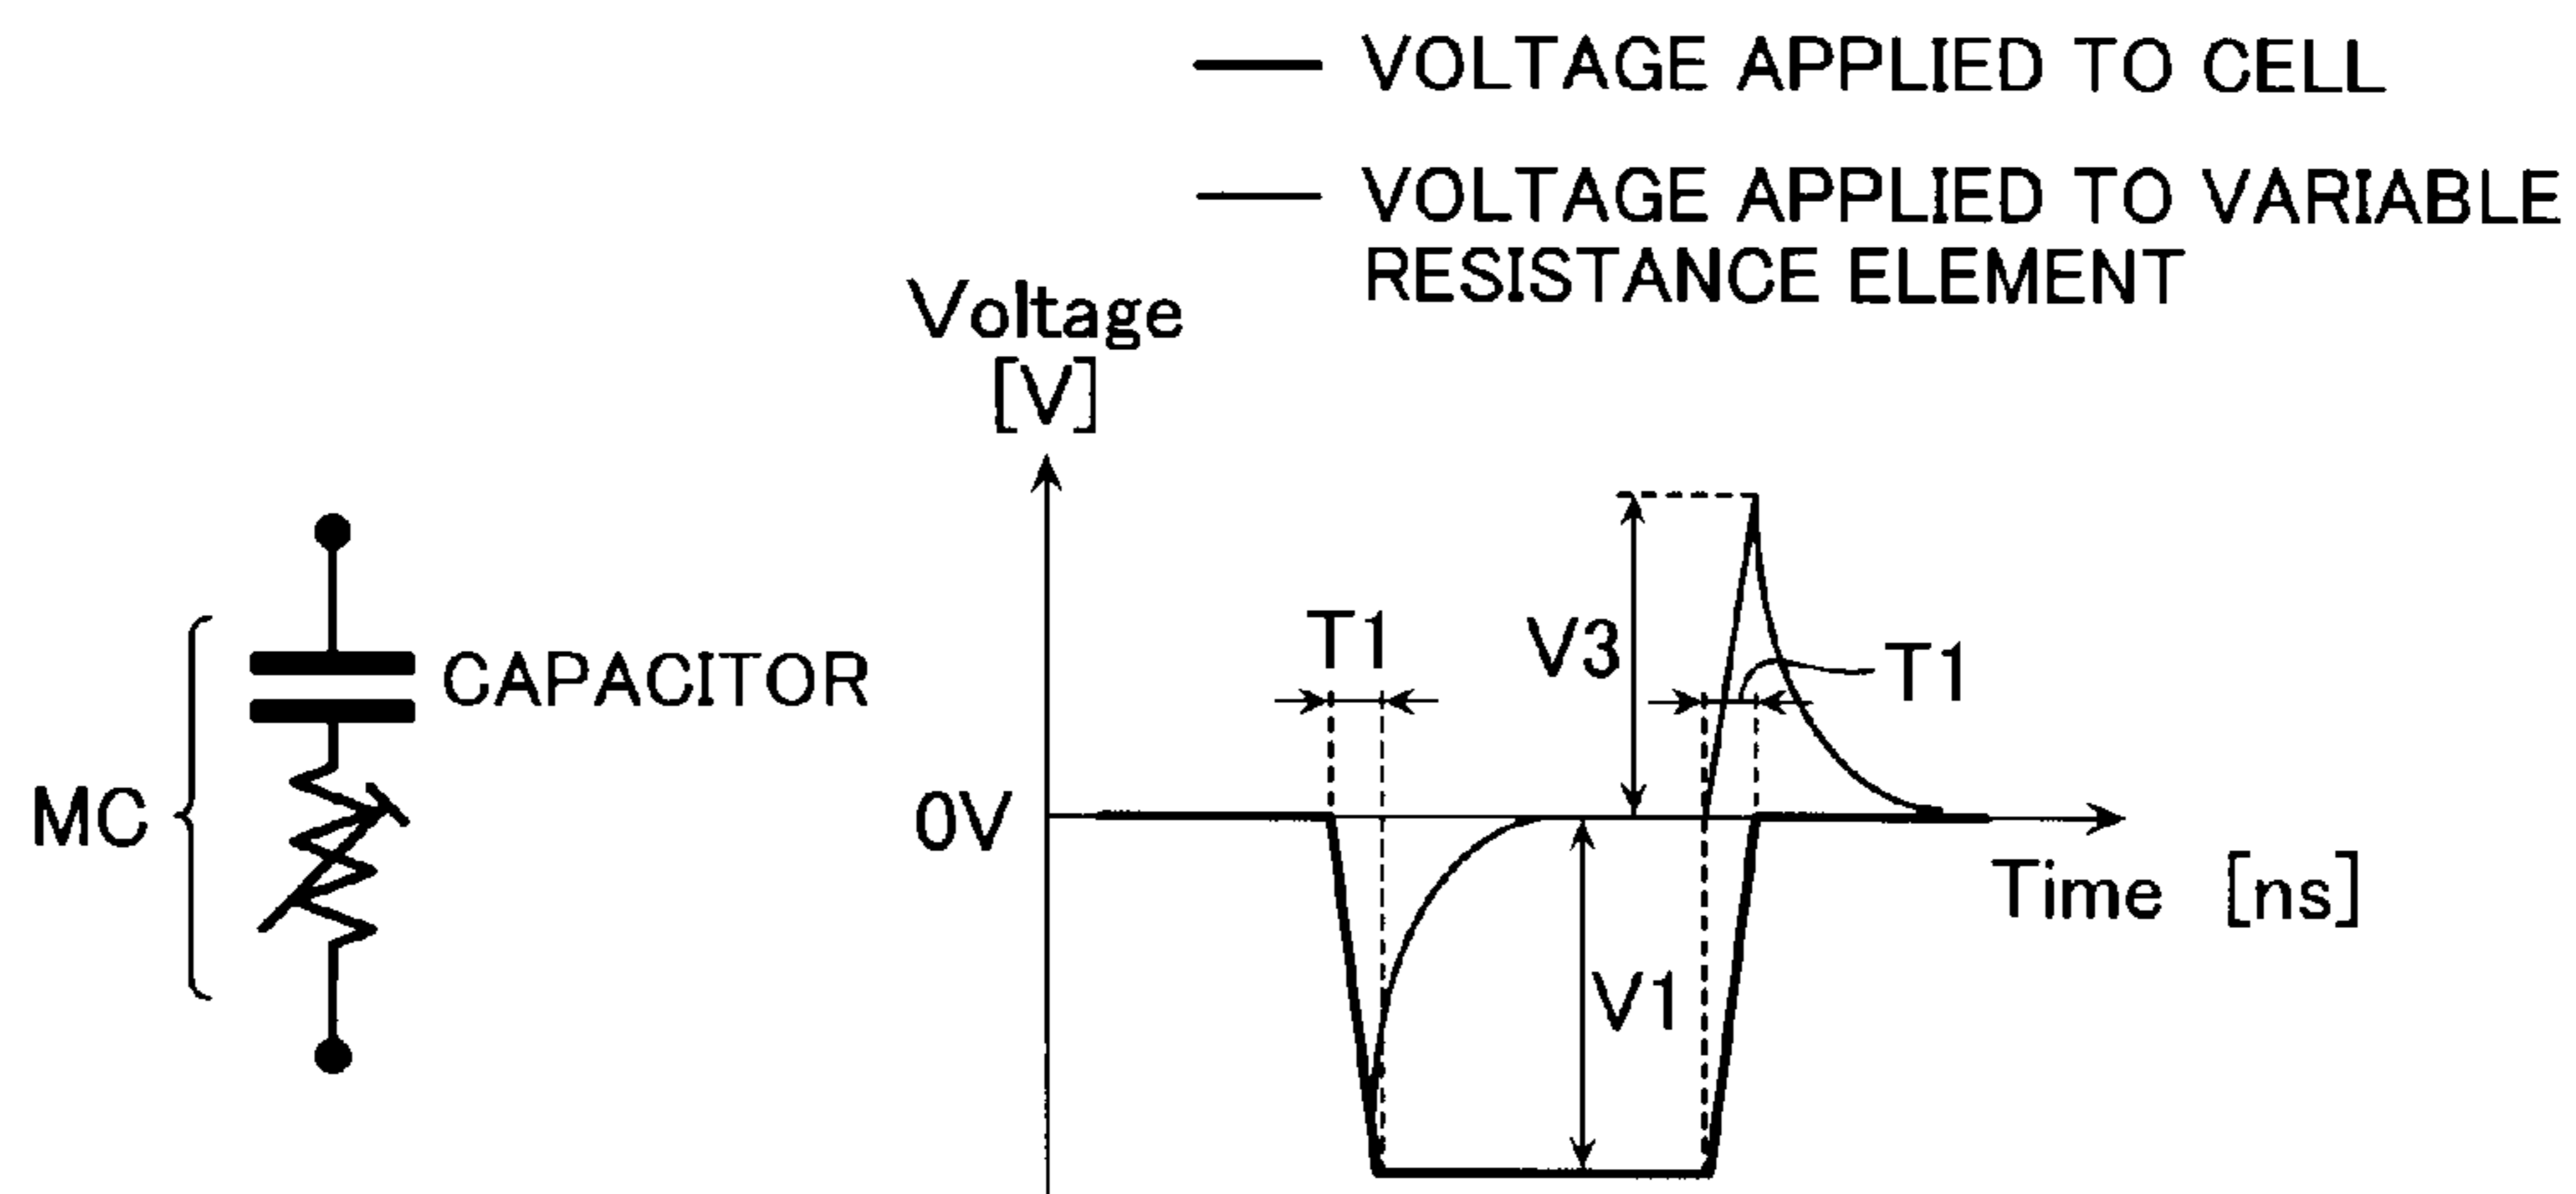 VOLTAGE APPLIED TO CELL
VOLTAGE APPLIED TO VARIABLE
RESISTANCE ELEMENT
Voltage
[V]
T1
V3
T1
CAPACITOR
MC
0V
V1
Time [ns]